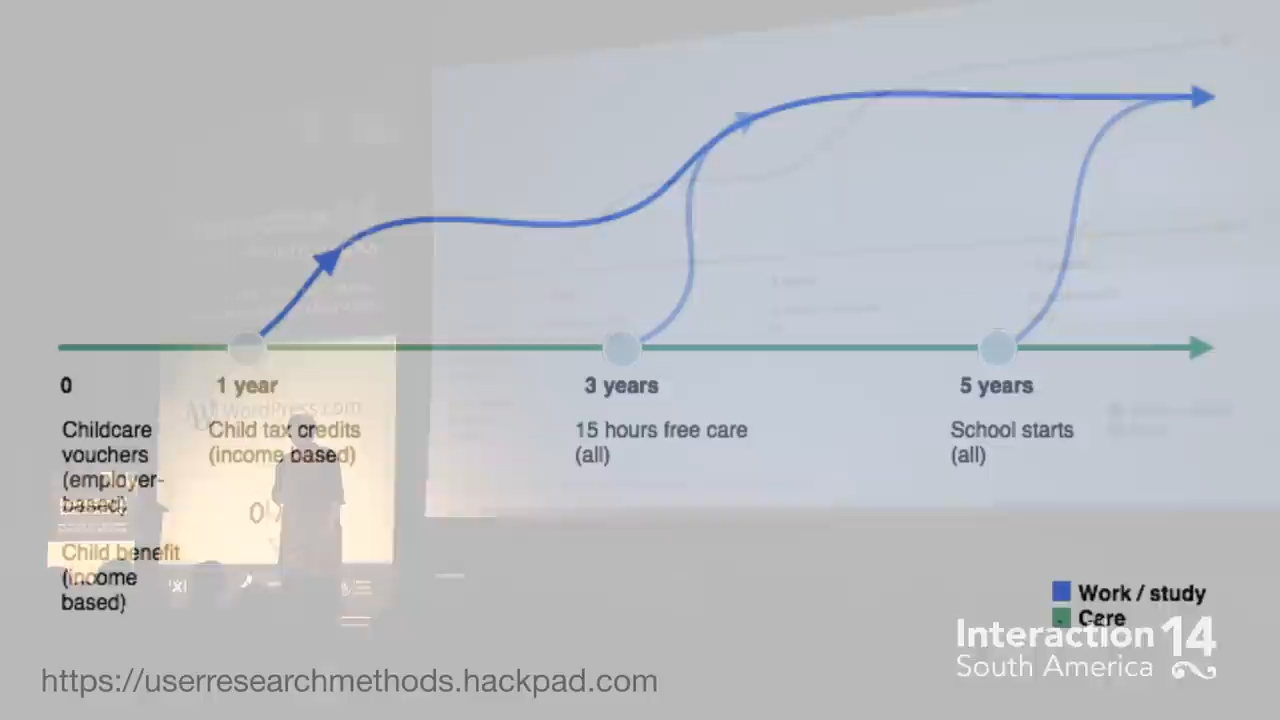 0
Childcare
vouchers
(employer-
based)
Child benefit
(income
based)
1 year
Child tax credits
(income based)
3 years
15 hours free care
(all)
5 years
School starts
(all)
WordPress.com
Work / study
Care
Interaction 14
South America
https://userresearchmethods.hackpad.com